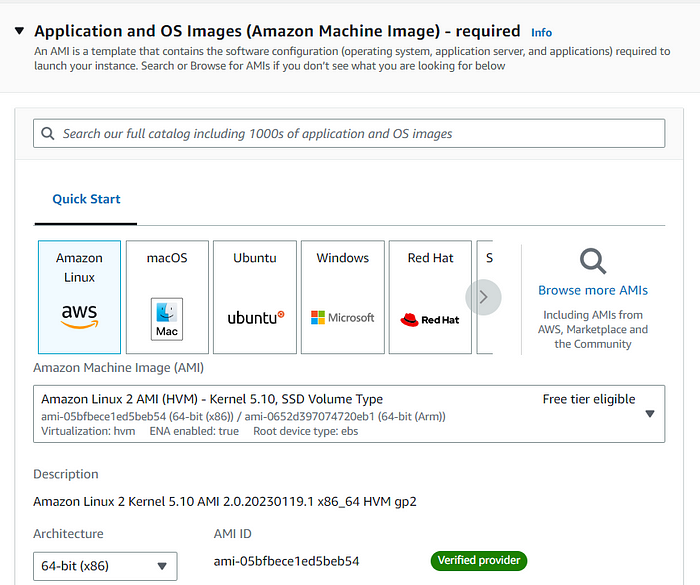 Application and OS Images (Amazon Machine Image) - required Info
An AMI is a template that contains the software configuration (operating system, application server, and applications) required to
launch your instance. Search or Browse for AMIs if you don't see what you are looking for below
Search our full catalog including 1000s of application and OS images
Quick Start
Amazon
Linux
aws
macOS
Mac
Ubuntu
ubuntu
Windows
Microsoft
Red Hat
Red Hat
S
Browse more AMIs
Including AMIs from
AWS, Marketplace and
the Community
Amazon Machine Image (AMI)
Amazon Linux 2 AMI (HVM) - Kernel 5.10, SSD Volume Type
Free tier eligible
ami-05bfbece1ed5beb54 (64-bit (x86)) / ami-0652d397074720eb1 (64-bit (Arm))
Virtualization: hvm ENA enabled: true Root device type: ebs
Description
Amazon Linux 2 Kernel 5.10 AMI 2.0.20230119.1 x86_64 HVM gp2
Architecture
AMI ID
64-bit (x86)
ami-05bfbece1ed5beb54
Verified provider